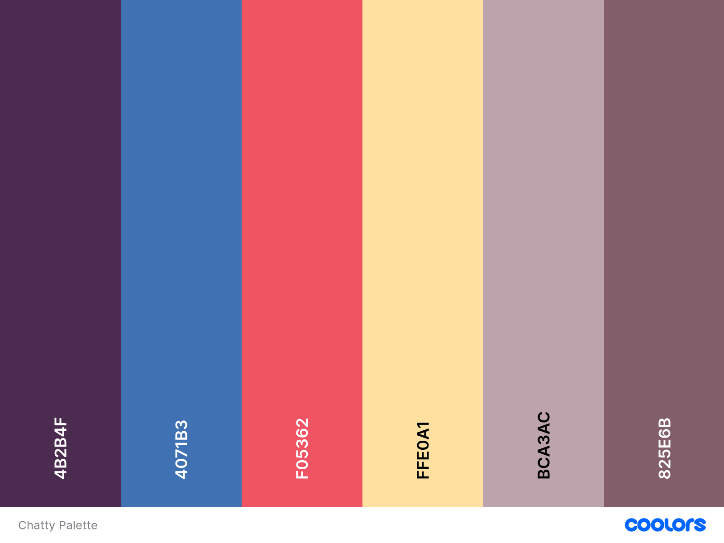 4B2B4F
4071B3
F05362
FFE0A1
BCA3AC
825E6B
Chatty Palette
coolors